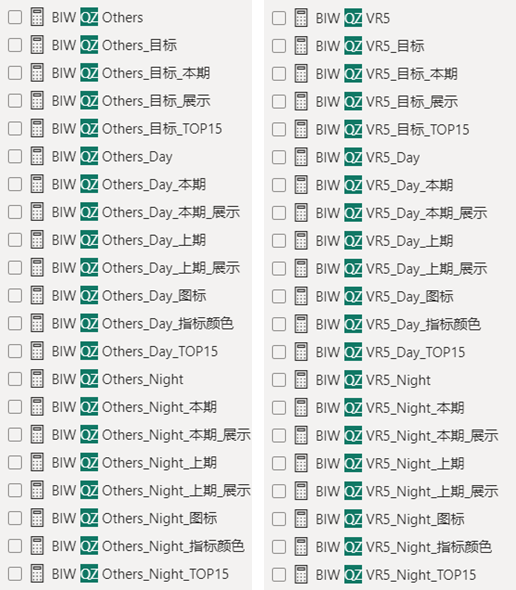 BIW QZ Others
BIW QZ Others_目标
BIW QZ Others_目标_本期
BIW QZ Others_目标_展示
BIW QZ Others_目标_TOP15
BIW QZ Others_Day
BIW QZ Others_Day_本期
BIW QZ Others_Day_本期_展示
BIW QZ Others_Day_上期
BIW QZ Others_Day_上期_展示
BIW QZ Others_Day_图标
BIW QZ Others_Day_指标颜色
BIW QZ Others_Day_TOP15
BIW QZ Others_Night
BIW QZ Others_Night_本期
BIW QZ Others_Night_本期_展示
BIW QZ Others_Night_上期
BIW QZ Others_Night_上期_展示
BIW QZ Others_Night_图标
BIW QZ Others_Night_指标颜色
BIW QZ Others_Night_TOP15
BIW QZ VR5
BIW QZ VR5_目标
BIW QZ VR5_目标_本期
BIW QZ VR5_目标_展示
BIW QZ VR5_目标_TOP15
BIW QZ VR5_Day
BIW QZ VR5_Day_本期
BIW QZ VR5_Day_本期_展示
BIW QZ VR5_Day_上期
BIW QZ VR5_Day_上期_展示
BIW QZ VR5_Day_图标
BIW QZ VR5_Day_指标颜色
BIW QZ VR5_Day_TOP15
BIW QZ VR5_Night
BIW QZ VR5_Night_本期
BIW QZ VR5_Night_本期_展示
BIW QZ VR5_Night_上期
BIW QZ VR5_Night_上期_展示
BIW QZ VR5_Night_图标
BIW QZ VR5_Night_指标颜色
BIW QZ VR5_Night_TOP15